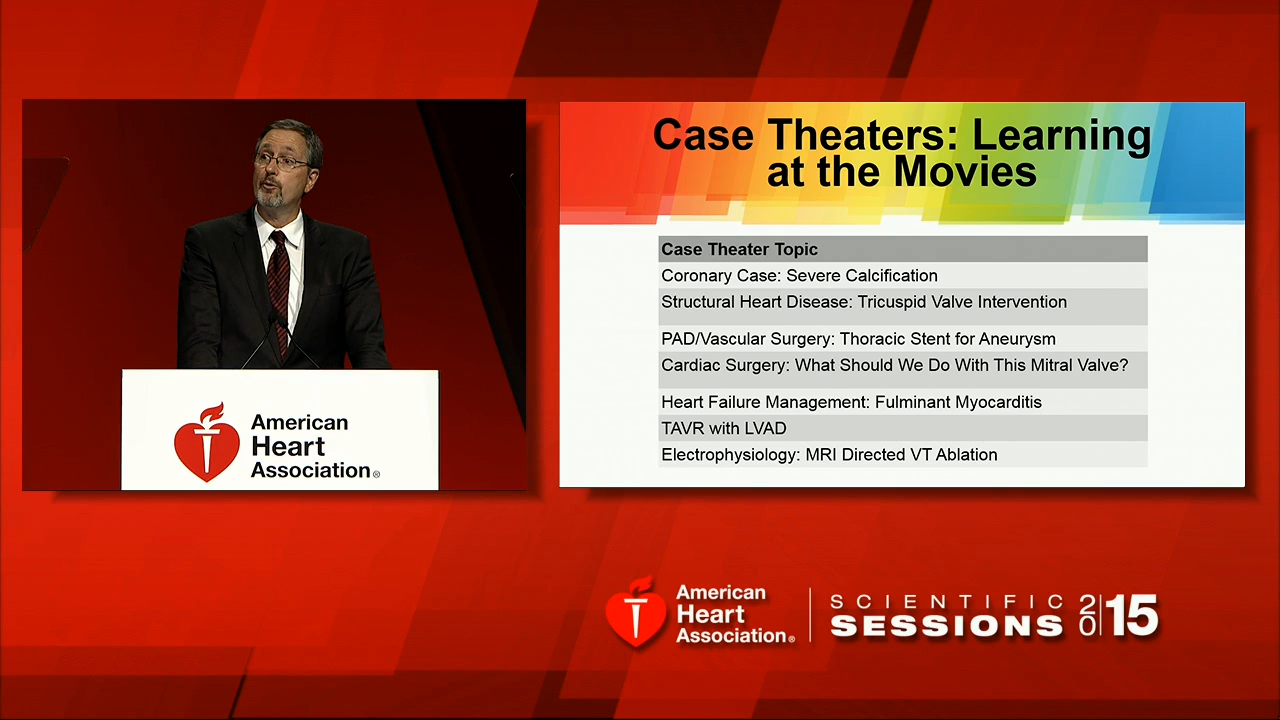 Case Theaters: Learning
at the Movies
Case Theater Topic
Coronary Case: Severe Calcification
Structural Heart Disease: Tricuspid Valve Intervention
PAD/Vascular Surgery: Thoracic Stent for Aneurysm
Cardiac Surgery: What Should We Do With This Mitral Valve?
Heart Failure Management: Fulminant Myocarditis
TAVR with LVAD
Electrophysiology: MRI Directed VT Ablation
American
Heart
Association®
American
Heart
Association®
SCIENTIFIC
SESSIONS 20|15